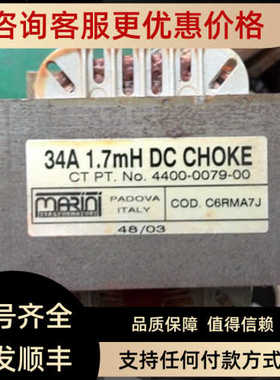 咨询客服更优惠价格
34A 1.7mH DC CHOKE
CT PT. No. 4400-0079-00
MARINI
PADOVA
ITALY
COD. C6RMA7J
48/03
号齐全
品质保障 值得信赖
发顺丰
支持任何付款方式